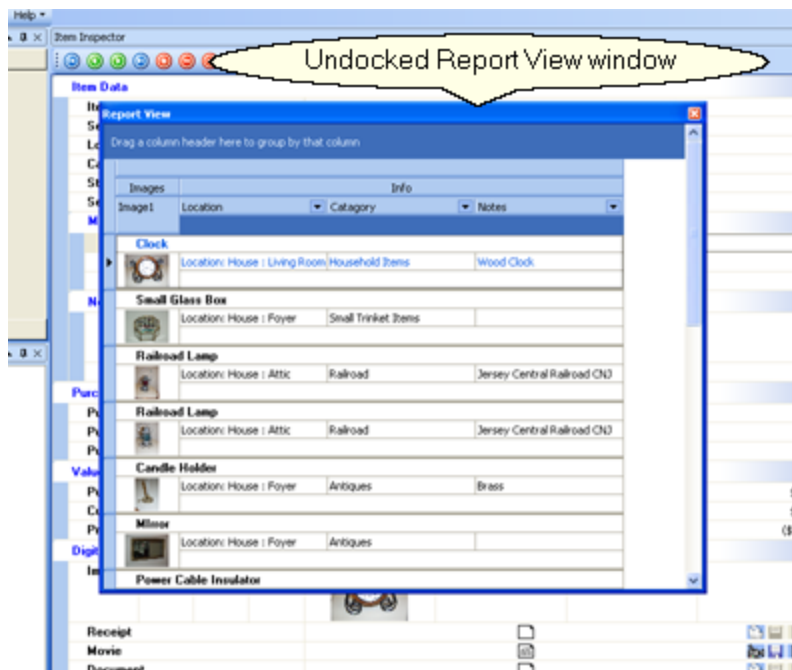 Help
Item Inspector
Undocked Report View window
Item Data
Report View
Drag a column header here to group by that column
Images Info
Image1 Location Catagory Notes
Clock
Location: House : Living Room Household Items Wood Clock
Small Glass Box
Location: House : Foyer Small Trinket Items
Railroad Lamp
Location: House : Attic Railroad Jersey Central Railroad CNJ
Railroad Lamp
Location: House : Attic Railroad Jersey Central Railroad CNJ
Candle Holder
Location: House : Foyer Antiques Brass
Mirror
Location: House : Foyer Antiques
Power Cable Insulator
Receipt
Movie
Document